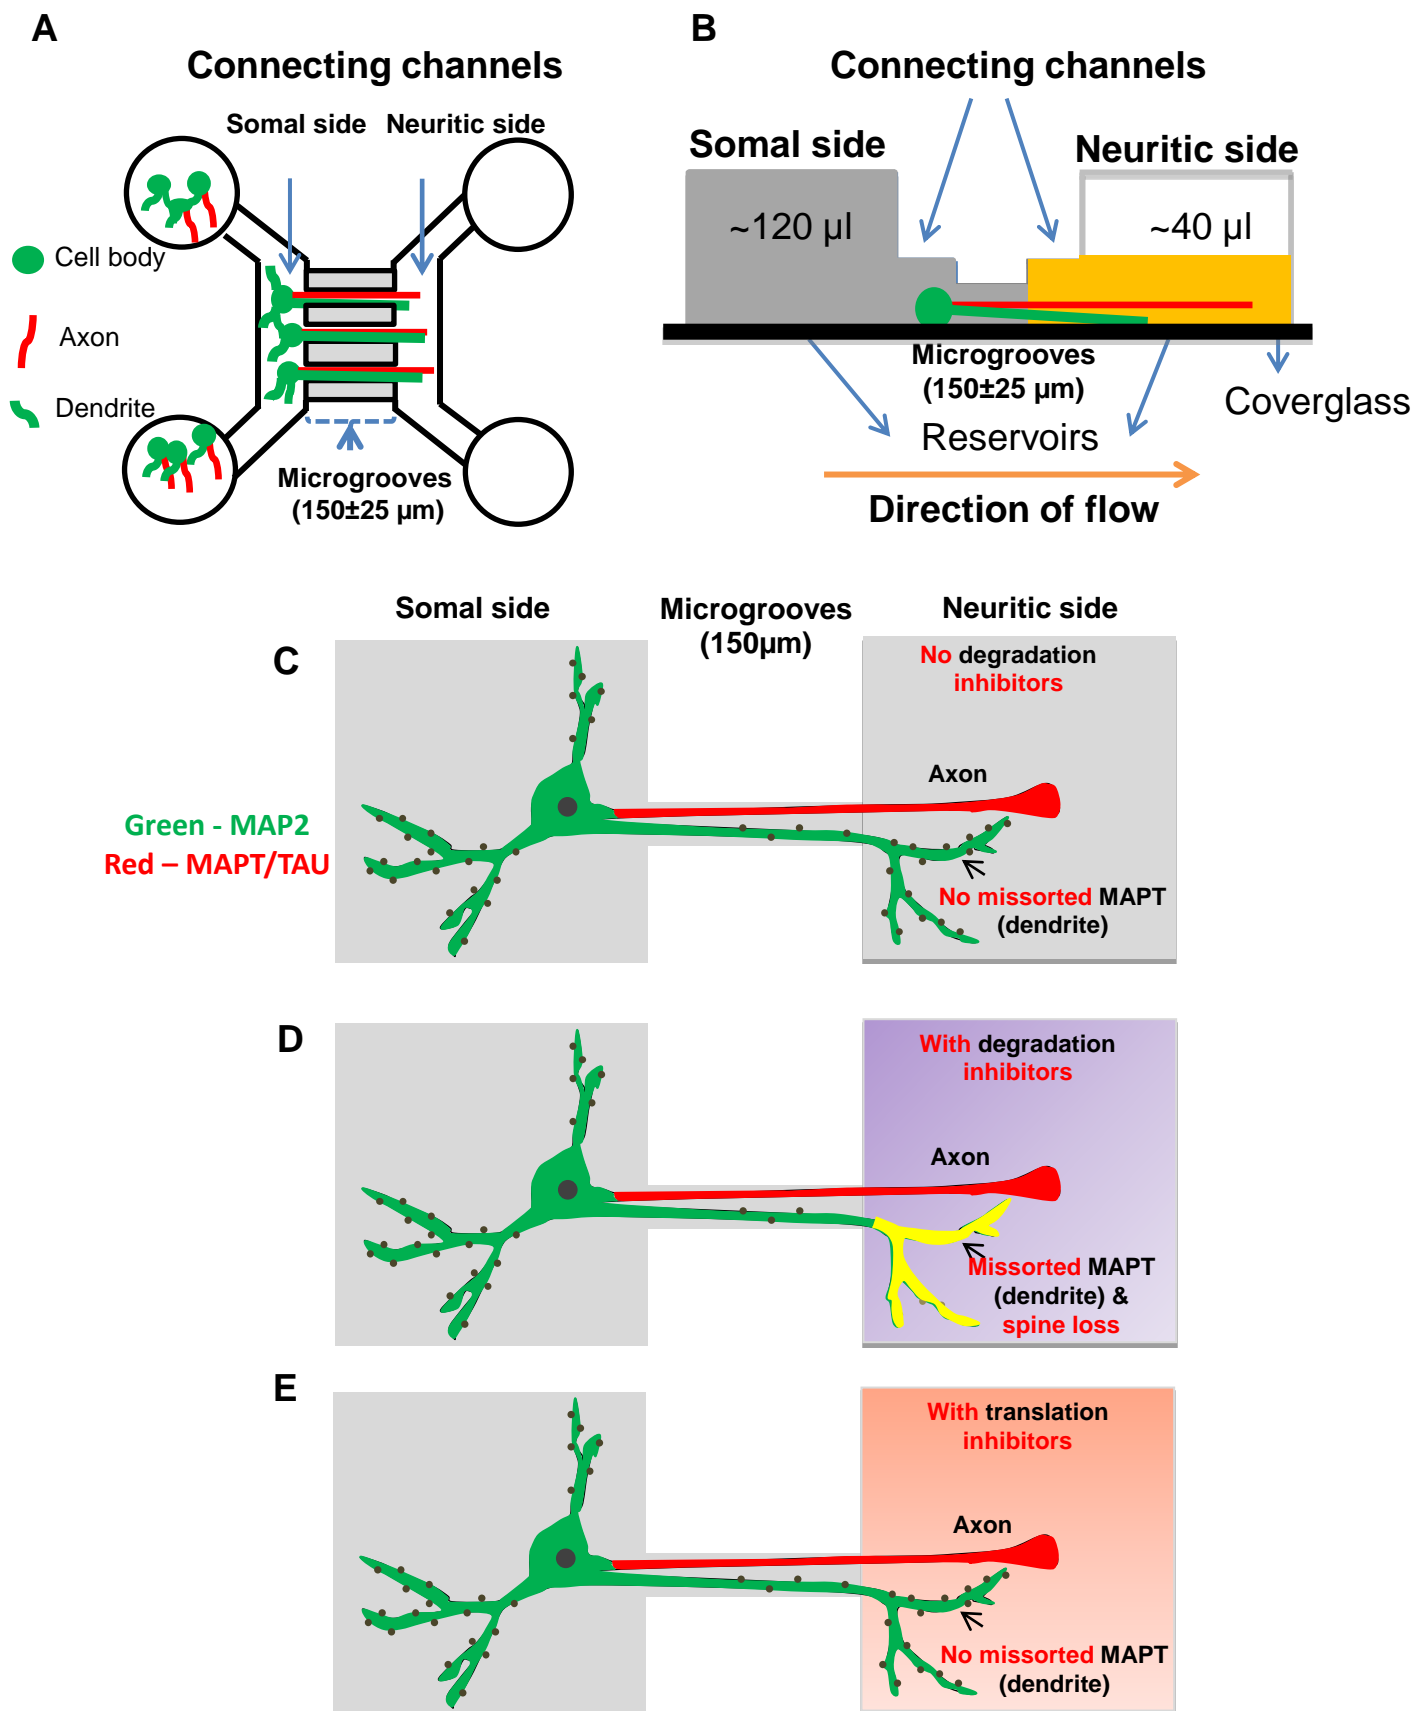 A
Connecting channels
Somal side
Neuritic side
Cell body
Axon
Dendrite
Microgrooves
(150±25 µm)
B
Connecting channels
Somal side
Neuritic side
~120 µl
~40 µl
Microgrooves
(150±25 µm)
Coverglass
Reservoirs
Direction of flow
Somal side
Microgrooves
(150µm)
Neuritic side
C
No degradation
inhibitors
Axon
Green - MAP2
Red – MAPT/TAU
No missorted MAPT
(dendrite)
D
With degradation
inhibitors
Axon
Missorted MAPT
(dendrite) &
spine loss
E
With translation
inhibitors
Axon
No missorted MAPT
(dendrite)